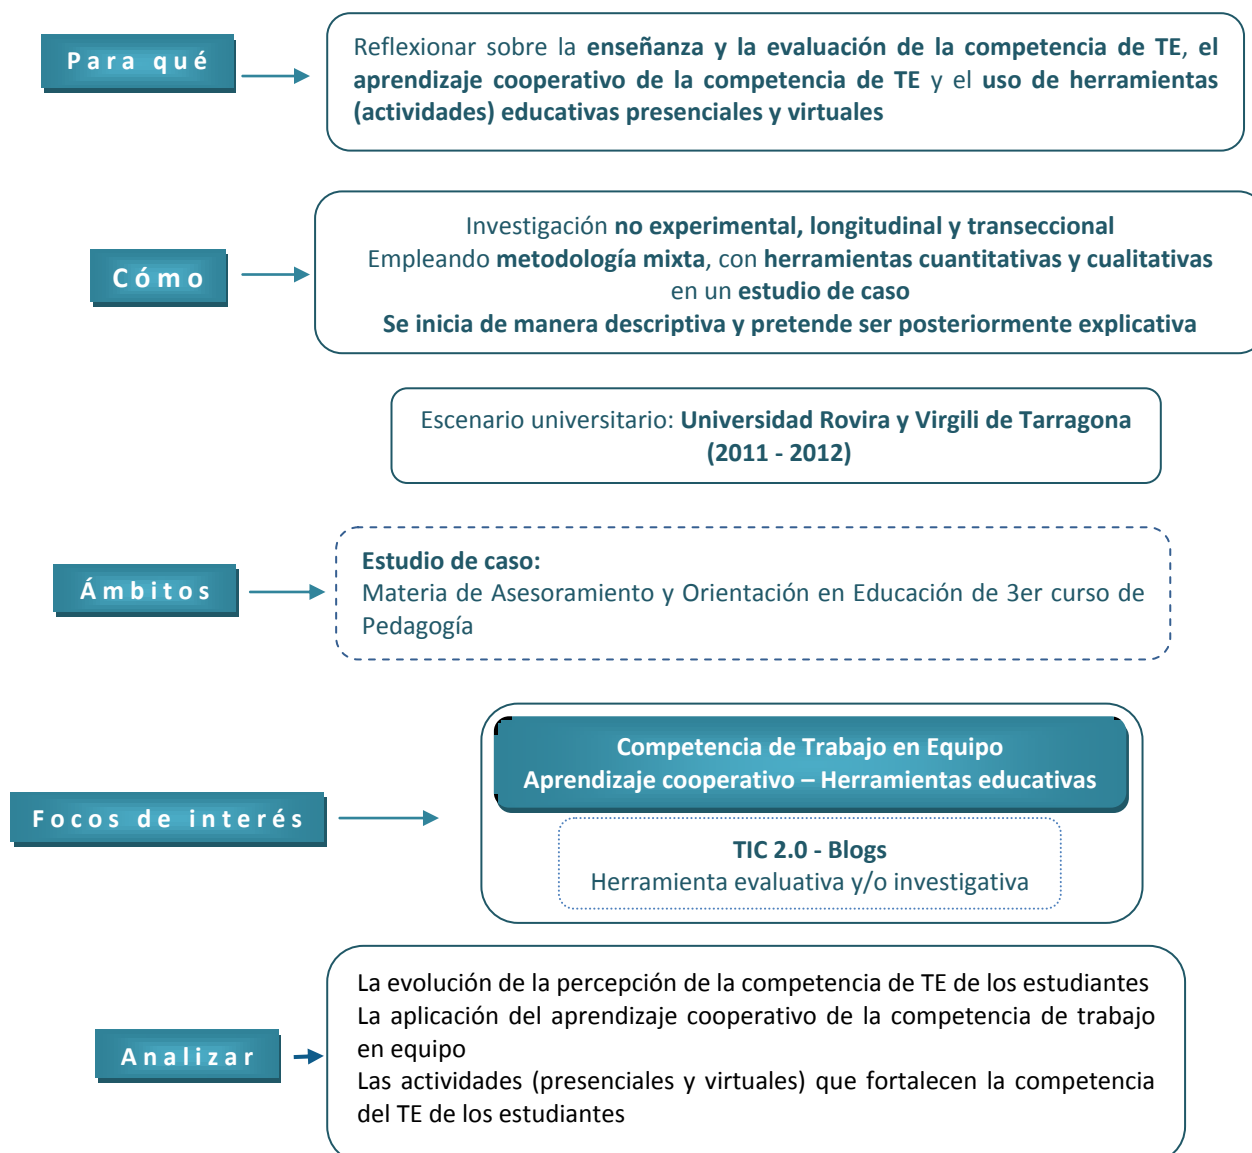 Para qué
Reflexionar sobre la enseñanza y la evaluación de la competencia de TE, el
aprendizaje cooperativo de la competencia de TE y el uso de herramientas
(actividades) educativas presenciales y virtuales
Cómo
Investigación no experimental, longitudinal y transeccional
Empleando metodología mixta, con herramientas cuantitativas y cualitativas
en un estudio de caso
Se inicia de manera descriptiva y pretende ser posteriormente explicativa
Escenario universitario: Universidad Rovira y Virgili de Tarragona
(2011 - 2012)
Ámbitos
Estudio de caso:
Materia de Asesoramiento y Orientación en Educación de 3er curso de
Pedagogía
Focos de interés
Competencia de Trabajo en Equipo
Aprendizaje cooperativo – Herramientas educativas
TIC 2.0 - Blogs
Herramienta evaluativa y/o investigativa
Analizar
La evolución de la percepción de la competencia de TE de los estudiantes
La aplicación del aprendizaje cooperativo de la competencia de trabajo
en equipo
Las actividades (presenciales y virtuales) que fortalecen la competencia
del TE de los estudiantes